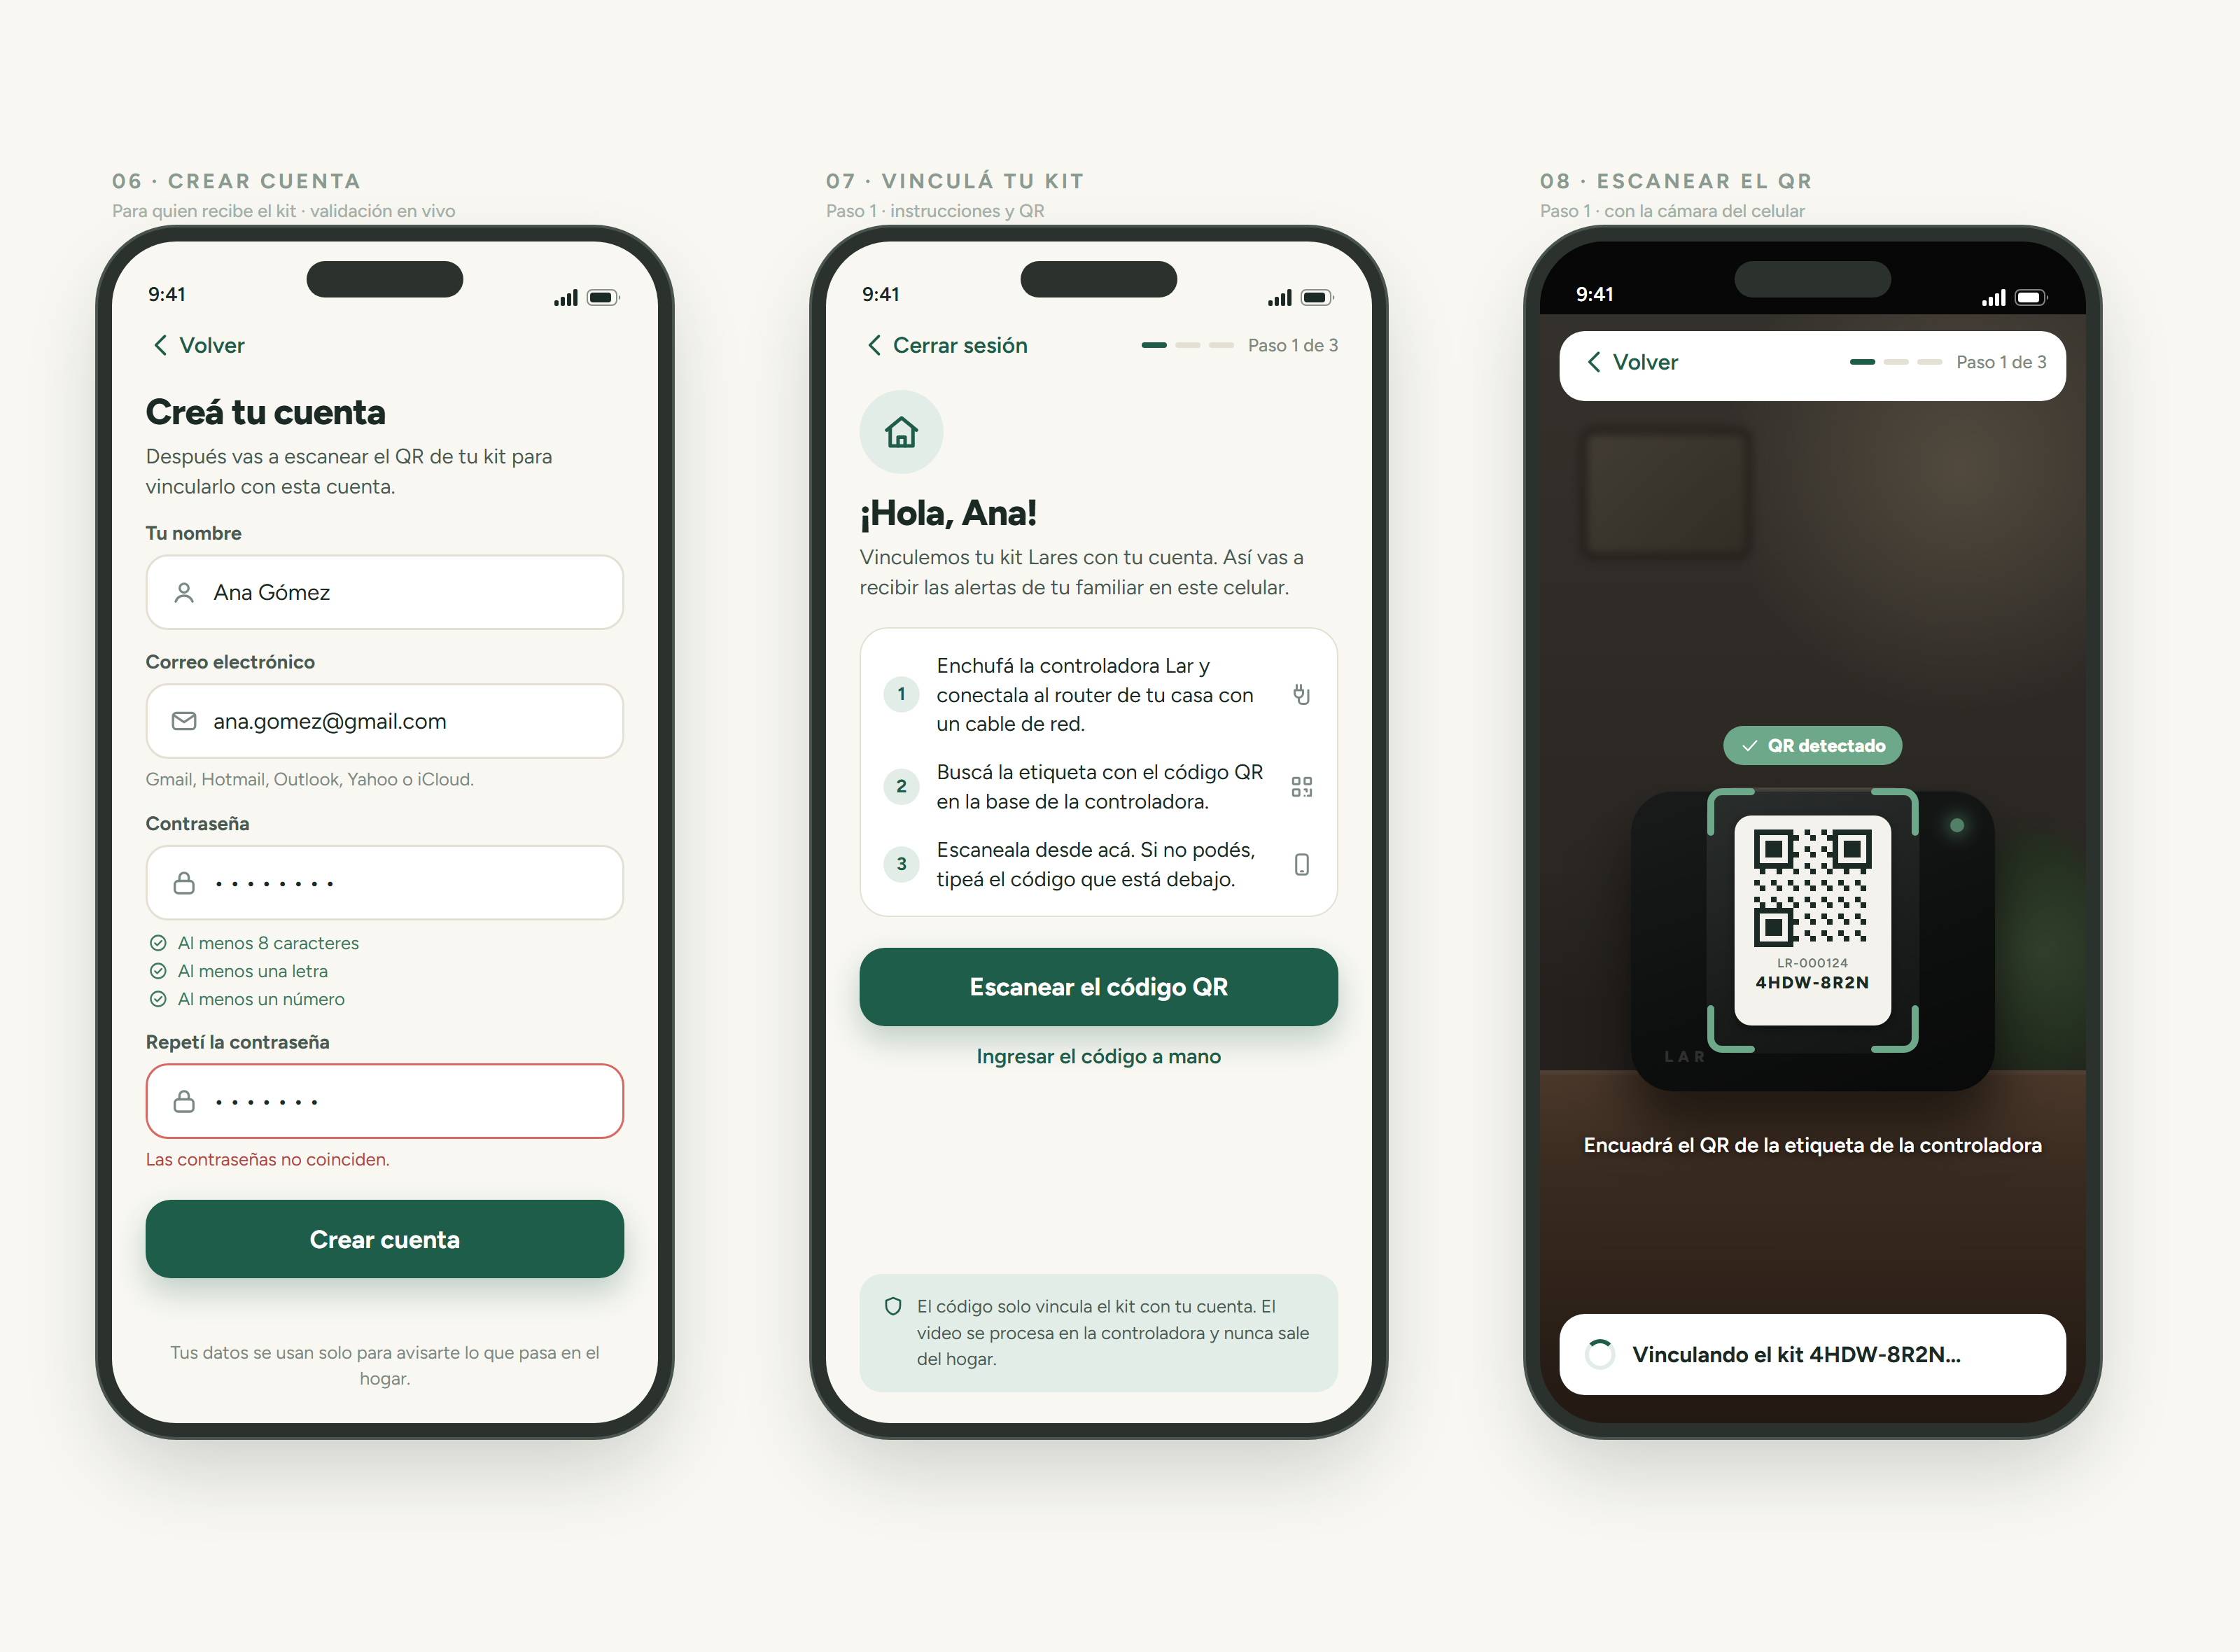 06 · CREAR CUENTA
Para quien recibe el kit · validación en vivo
9:41
Volver
Creá tu cuenta
Después vas a escanear el QR de tu kit para
vincularlo con esta cuenta.
Tu nombre
Ana Gómez
Correo electrónico
ana.gomez@gmail.com
Gmail, Hotmail, Outlook, Yahoo o iCloud.
Contraseña
Al menos 8 caracteres
Al menos una letra
Al menos un número
Repetí la contraseña
Las contraseñas no coinciden.
Crear cuenta
Tus datos se usan solo para avisarte lo que pasa en el
hogar.
07 · VINCULÁ TU KIT
Paso 1 · instrucciones y QR
9:41
Cerrar sesión
Paso 1 de 3
¡Hola, Ana!
Vinculemos tu kit Lares con tu cuenta. Así vas a
recibir las alertas de tu familiar en este celular.
1
Enchufá la controladora Lar y
conectala al router de tu casa con
un cable de red.
2
Buscá la etiqueta con el código QR
en la base de la controladora.
3
Escaneala desde acá. Si no podés,
tipeá el código que está debajo.
Escanear el código QR
Ingresar el código a mano
El código solo vincula el kit con tu cuenta. El
video se procesa en la controladora y nunca sale
del hogar.
08 · ESCANEAR EL QR
Paso 1 · con la cámara del celular
9:41
Volver
Paso 1 de 3
QR detectado
LR-000124
4HDW-8R2N
LAR
Encuadrá el QR de la etiqueta de la controladora
Vinculando el kit 4HDW-8R2N...